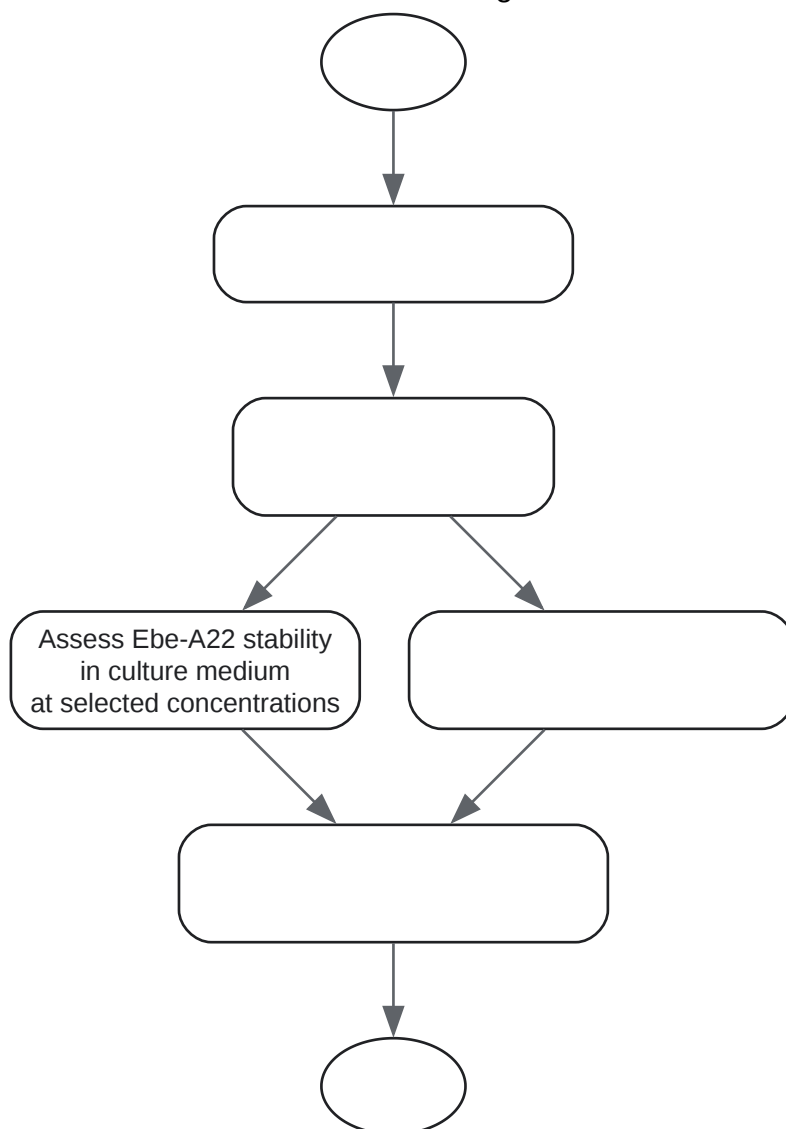 Assess Ebe-A22 stability
in culture medium
at selected concentrations